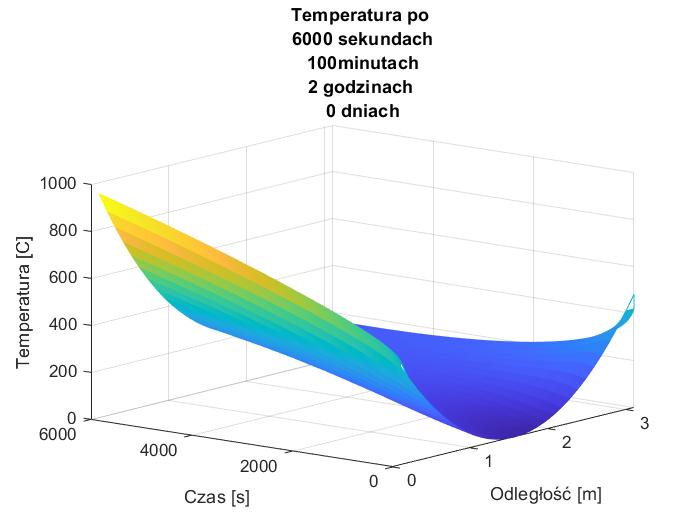 Temperatura po
6000 sekundach
100minutach
2 godzinach
0 dniach
1000
800
600
400
200
0
Temperatura [C]
6000
4000
2000
0
Czas [s]
0
1
2
3
Odległość [m]